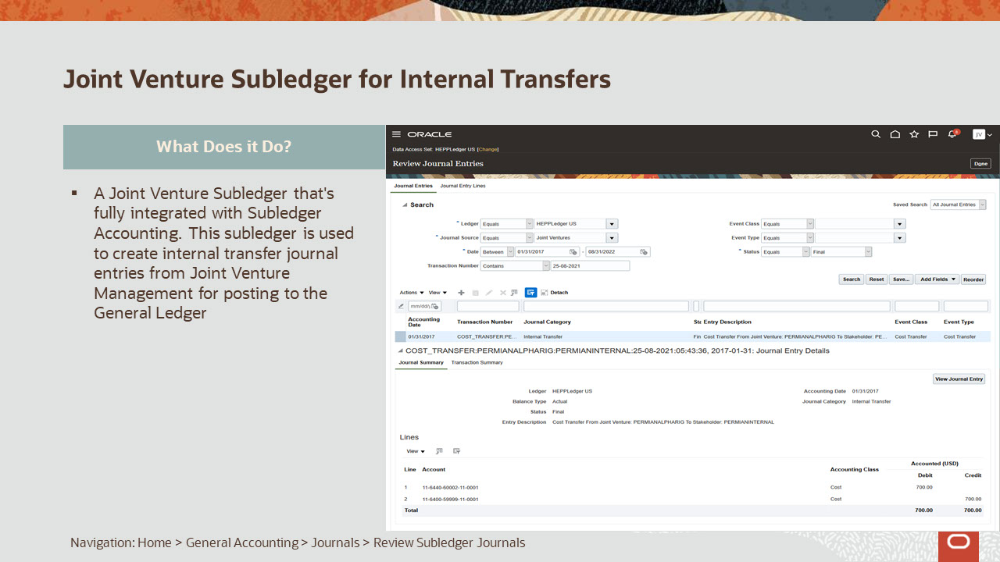 Joint Venture Subledger for Internal Transfers
What Does it Do?
A Joint Venture Subledger that's
fully integrated with Subledger
Accounting. This subledger is used
to create internal transfer journal
entries from Joint Venture
Management for posting to the
General Ledger
ORACLE
JV
Data Access Set: HEPPLedger US [Change]
Review Journal Entries
Done
Journal Entries Journal Entry Lines
Search
Saved Search All Journal Entries
* Ledger Equals HEPPLedger US Event Class Equals
* Journal Source Equals Joint Ventures Event Type Equals
* Date Between 01/31/2017 - 08/31/2022 * Status Equals Final
Transaction Number Contains 25-08-2021
Search Reset Save... Add Fields Reorder
Actions View Detach
mm/dd/
Accounting Date Transaction Number Journal Category Sta Entry Description Event Class Event Type
01/31/2017 COST_TRANSFER:PE... Internal Transfer Fin Cost Transfer From Joint Venture: PERMIANALPHARIG To Stakeholder: PE... Cost Transfer Cost Transfer
COST_TRANSFER:PERMIANALPHARIG:PERMIANINTERNAL:25-08-2021:05:43:36, 2017-01-31: Journal Entry Details
Journal Summary Transaction Summary
View Journal Entry
Ledger HEPPLedger US Accounting Date 01/31/2017
Balance Type Actual Journal Category Internal Transfer
Status Final
Entry Description Cost Transfer From Joint Venture: PERMIANALPHARIG To Stakeholder: PERMIANINTERNAL
Lines
View
Line Account Accounting Class Accounted (USD)
Debit Credit
1 11-6440-60002-11-0001 Cost 700.00
2 11-6400-59999-11-0001 Cost 700.00
Total 700.00 700.00
Navigation: Home > General Accounting > Journals > Review Subledger Journals